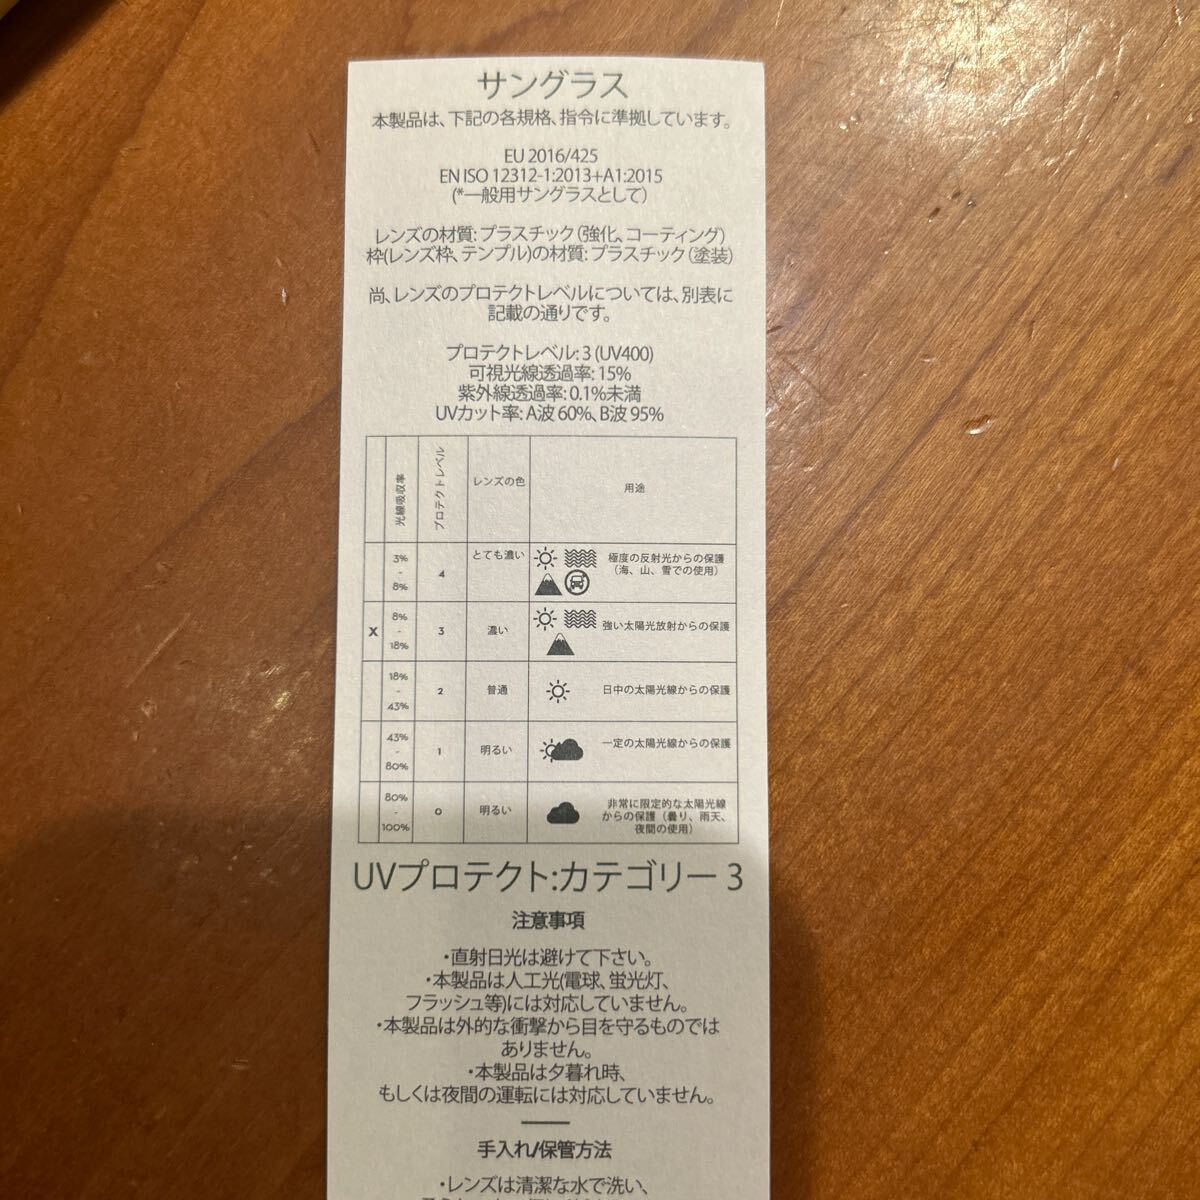 サングラス
本製品は、下記の各規格、指令に準拠しています。
EU 2016/425
EN ISO 12312-1:2013+A1:2015
(*一般用サングラスとして)
レンズの材質: プラスチック (強化、コーティング)
枠(レンズ枠、テンプル)の材質: プラスチック (塗装)
尚、レンズのプロテクトレベルについては、別表に
記載の通りです。
プロテクトレベル: 3 (UV400)
可視光線透過率: 15%
紫外線透過率: 0.1%未満
UVカット率: A波 60%、B波 95%
光線吸収率 プロテクトレベル レンズの色 用途
3% - 8% 4 とても濃い 極度の反射光からの保護
(海、山、雪での使用)
X 8% - 18% 3 濃い 強い太陽光放射からの保護
18% - 43% 2 普通 日中の太陽光線からの保護
43% - 80% 1 明るい 一定の太陽光線からの保護
80% - 100% 0 明るい 非常に限定的な太陽光線
からの保護 (曇り、雨天、
夜間の使用)
UVプロテクト:カテゴリー 3
注意事項
・直射日光は避けて下さい。
・本製品は人工光(電球、蛍光灯、
フラッシュ等)には対応していません。
・本製品は外的な衝撃から目を守るものでは
ありません。
・本製品は夕暮れ時、
もしくは夜間の運転には対応していません。
手入れ/保管方法
・レンズは清潔な水で洗い、